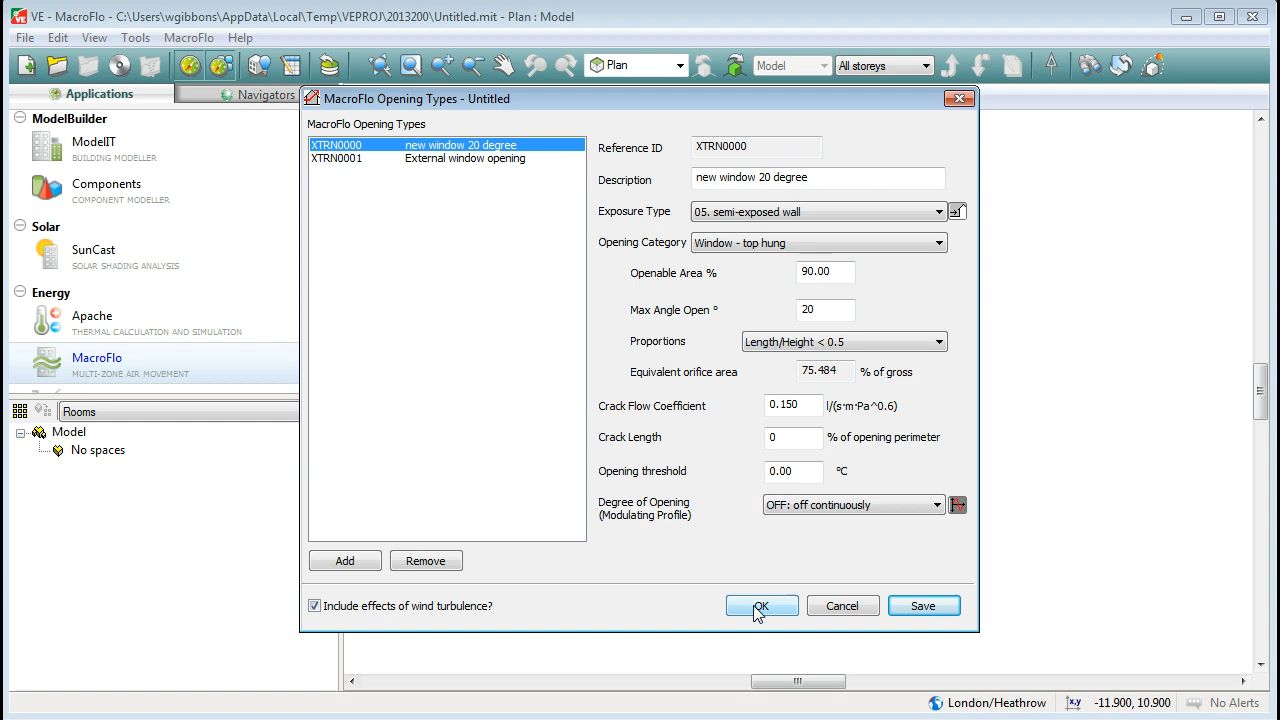 VE - MacroFlo - C:\Users\wgibbons\AppData\Local\Temp\VEPROJ\2013200\Untitled.mit - Plan : Model
File Edit View Tools MacroFlo Help
Plan Model All storeys
Applications Navigators
ModelBuilder
ModelIT
BUILDING MODELLER
Components
COMPONENT MODELLER
Solar
SunCast
SOLAR SHADING ANALYSIS
Energy
Apache
THERMAL CALCULATION AND SIMULATION
MacroFlo
MULTI-ZONE AIR MOVEMENT
Rooms
Model
No spaces
MacroFlo Opening Types - Untitled
MacroFlo Opening Types
XTRN0000 new window 20 degree
XTRN0001 External window opening
Reference ID XTRN0000
Description new window 20 degree
Exposure Type 05. semi-exposed wall
Opening Category Window - top hung
Openable Area % 90.00
Max Angle Open ° 20
Proportions Length/Height < 0.5
Equivalent orifice area 75.484 % of gross
Crack Flow Coefficient 0.150 l/(s·m·Pa^0.6)
Crack Length 0 % of opening perimeter
Opening threshold 0.00 °C
Degree of Opening
(Modulating Profile) OFF: off continuously
Add Remove
Include effects of wind turbulence?
OK Cancel Save
London/Heathrow x,y -11.900, 10.900 No Alerts